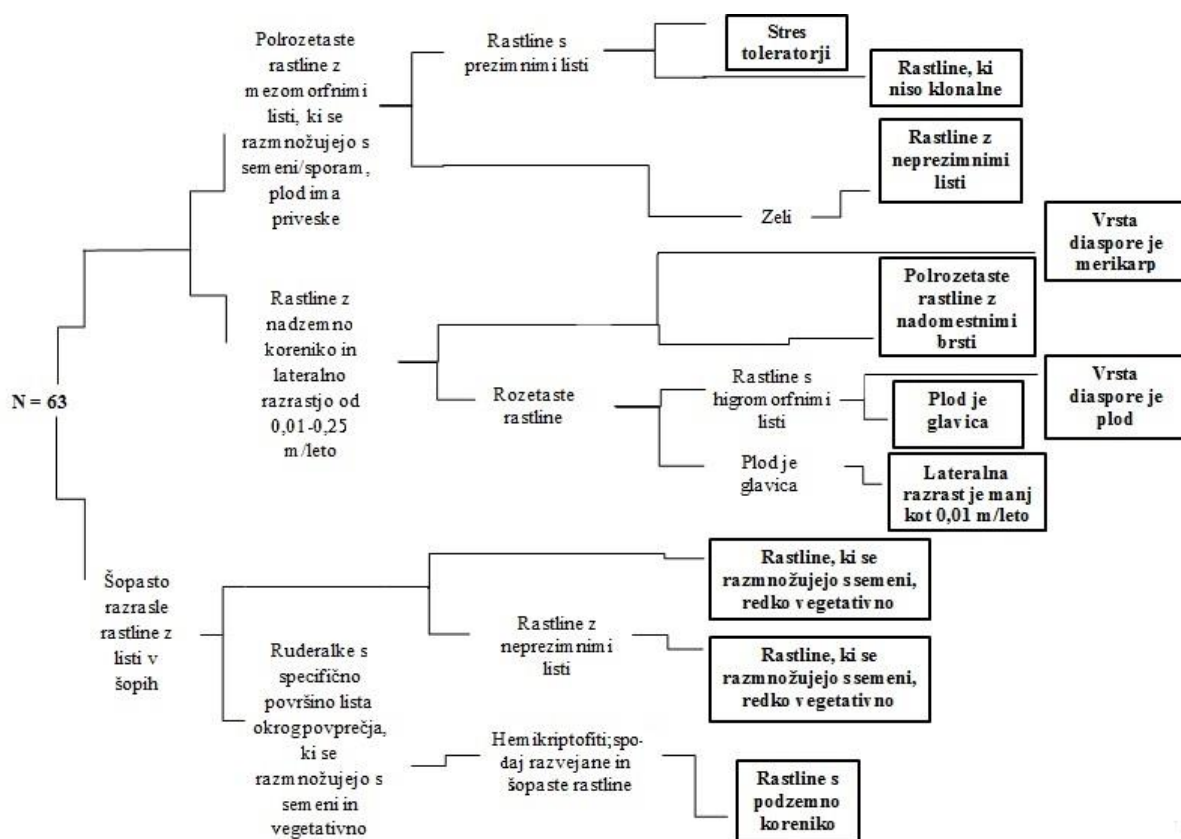 Polrozetaste
rastline z
mezomorfnimi
listi, ki se
razmnožujejo s
semeni/sporam,
plod ima
priveske
Rastline s
prezimnimi listi
Stres
toleratorji
Rastline, ki
niso klonalne
Rastline z
neprezimnimi
listi
Zeli
Vrsta
diaspore je
merikarp
Rastline z
nadzemno
koreniko in
lateralno
razrastjo od
0,01-0,25
m/leto
Polrozetaste
rastline z
nadomestnimi
brsti
N = 63
Rozetaste
rastline
Rastline s
higromorfnimi
listi
Vrsta
diaspore je
plod
Plod je
glavica
Plod je
glavica
Lateralna
razrast je manj
kot 0,01 m/leto
Šopasto
razrasle
rastline z
listi v
šopih
Rastline, ki se
razmnožujejo s semeni,
redko vegetativno
Rastline z
neprezimnimi
listi
Rastline, ki se
razmnožujejo s semeni,
redko vegetativno
Ruderalke s
specifično
površino lista
okrog povprečja,
ki se
razmnožujejo s
semeni in
vegetativno
Hemikriptofiti; spo-
daj razvejane in
šopaste rastline
Rastline s
podzemno
koreniko